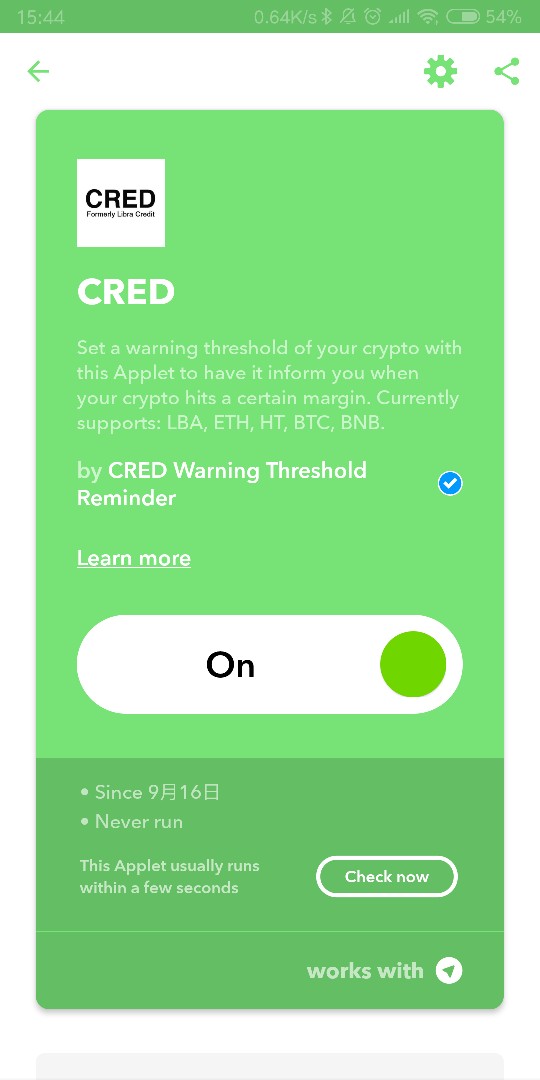 15:44 0.64K/s 54%
CRED
Formerly Libra Credit
CRED
Set a warning threshold of your crypto with
this Applet to have it inform you when
your crypto hits a certain margin. Currently
supports: LBA, ETH, HT, BTC, BNB.
by CRED Warning Threshold
Reminder
Learn more
On
• Since 9月16日
• Never run
This Applet usually runs
within a few seconds
Check now
works with